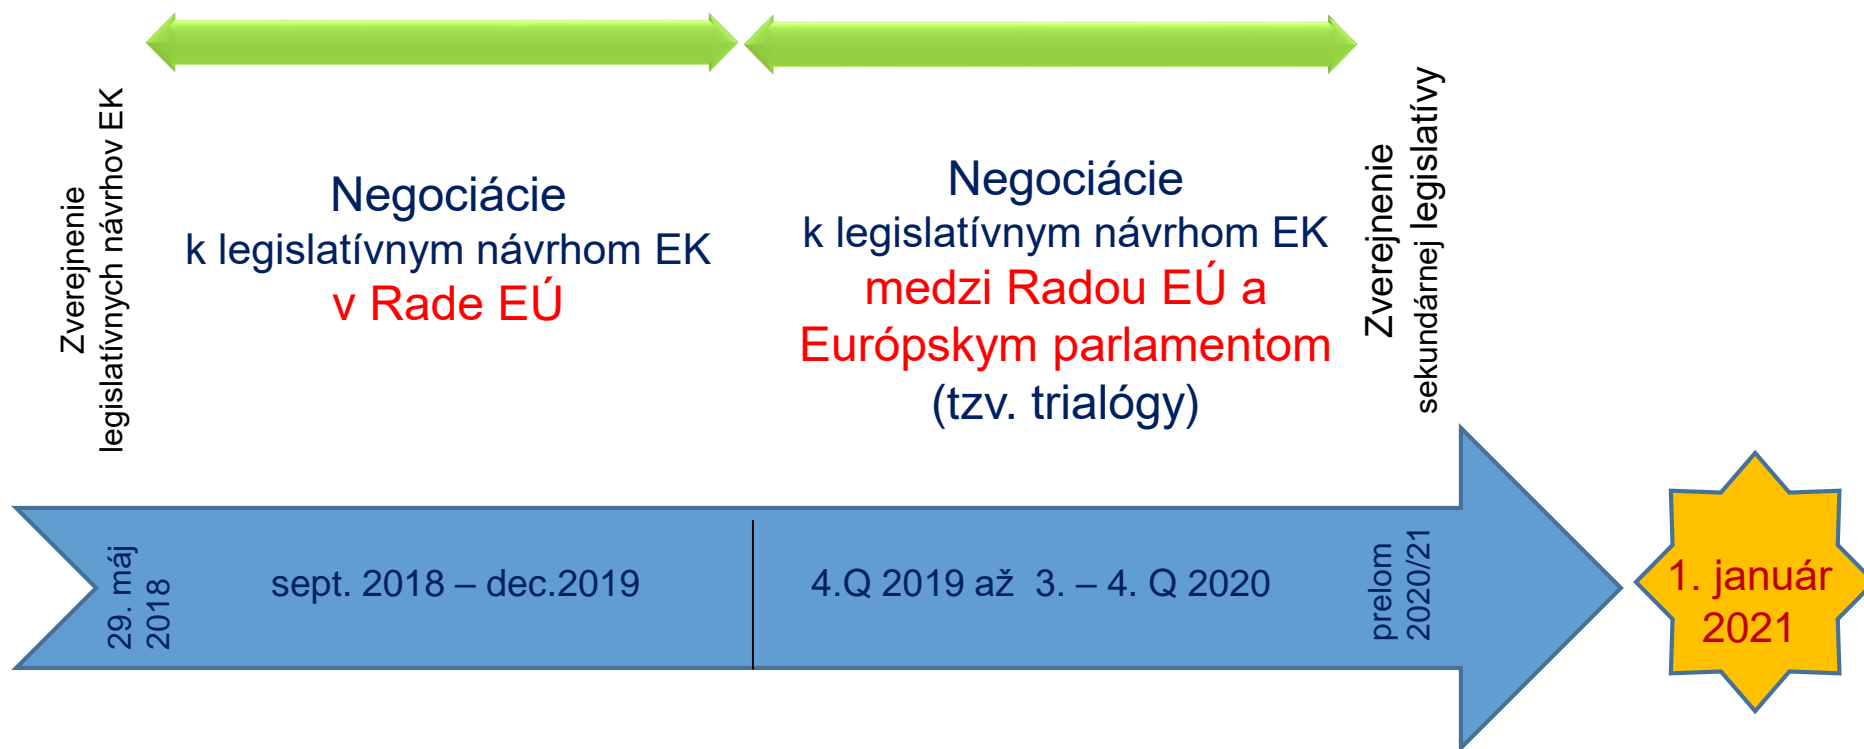 Zverejnenie
legislatívnych návrhov EK
Negociácie
k legislatívnym návrhom EK
v Rade EÚ
Negociácie
k legislatívnym návrhom EK
medzi Radou EÚ a
Európskym parlamentom
(tzv. trialógy)
Zverejnenie
sekundárnej legislatívy
29. máj
2018
sept. 2018 – dec.2019
4.Q 2019 až 3. – 4. Q 2020
prelom
2020/21
1. január
2021